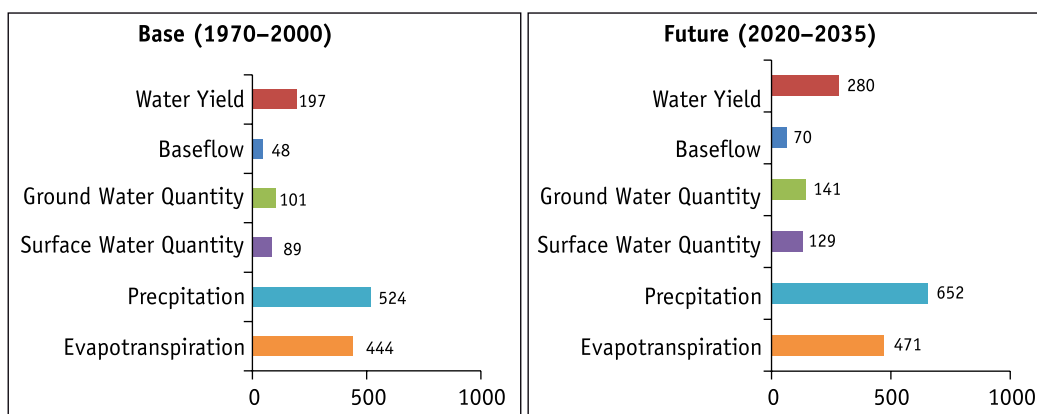 Base (1970–2000)
Water Yield 197
Baseflow 48
Ground Water Quantity 101
Surface Water Quantity 89
Precpitation 524
Evapotranspiration 444
0 500 1000
Future (2020–2035)
Water Yield 280
Baseflow 70
Ground Water Quantity 141
Surface Water Quantity 129
Precpitation 652
Evapotranspiration 471
0 500 1000